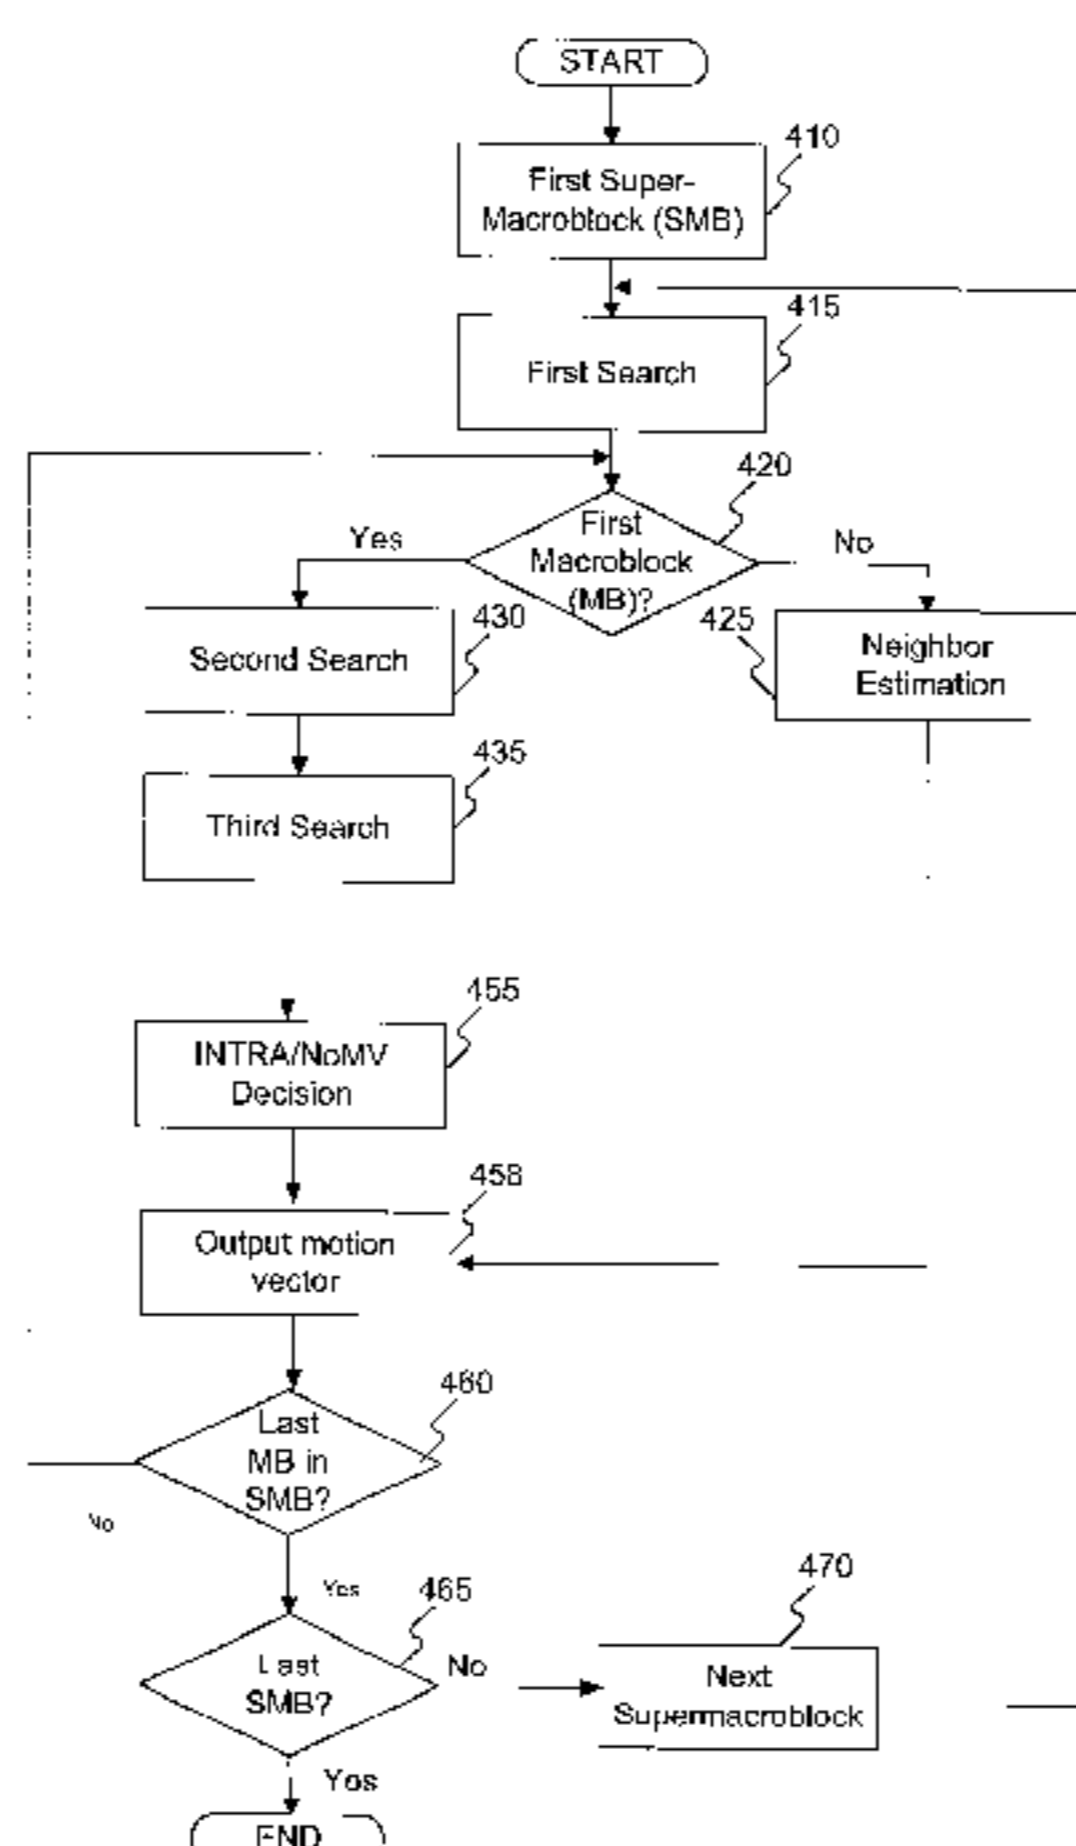 START
410
First Super-
Macroblock (SMB)
415
First Search
420
First
Macroblock
(MB)?
Yes
No
430
Second Search
425
Neighbor
Estimation
435
Third Search
455
INTRA/NoMV
Decision
458
Output motion
vector
460
Last
MB in
SMB?
No
Yes
465
Last
SMB?
No
470
Next
Supermacroblock
Yes
END